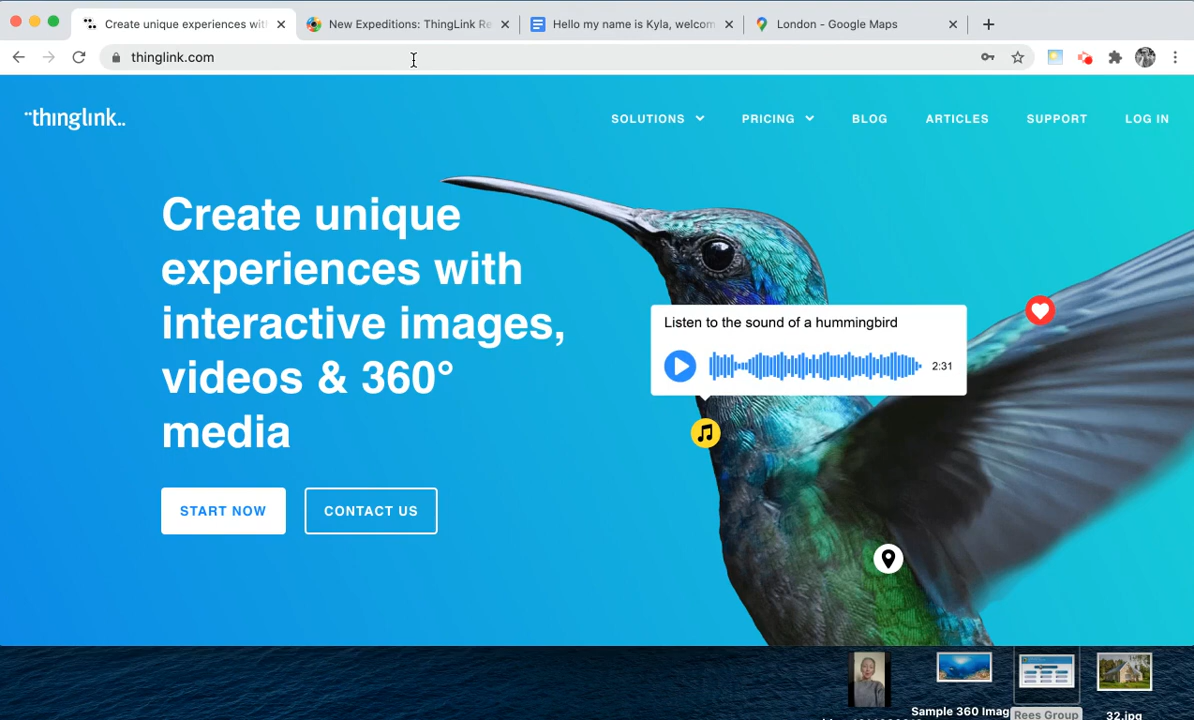 Create unique experiences wit
New Expeditions: ThingLink Re
Hello my name is Kyla, welcom
London - Google Maps
thinglink.com
··thinglink..
SOLUTIONS
PRICING
BLOG
ARTICLES
SUPPORT
LOG IN
Create unique
experiences with
interactive images,
videos & 360°
media
START NOW
CONTACT US
Listen to the sound of a hummingbird
2:31
Sample 360 Imag
Rees Group
32.jpg